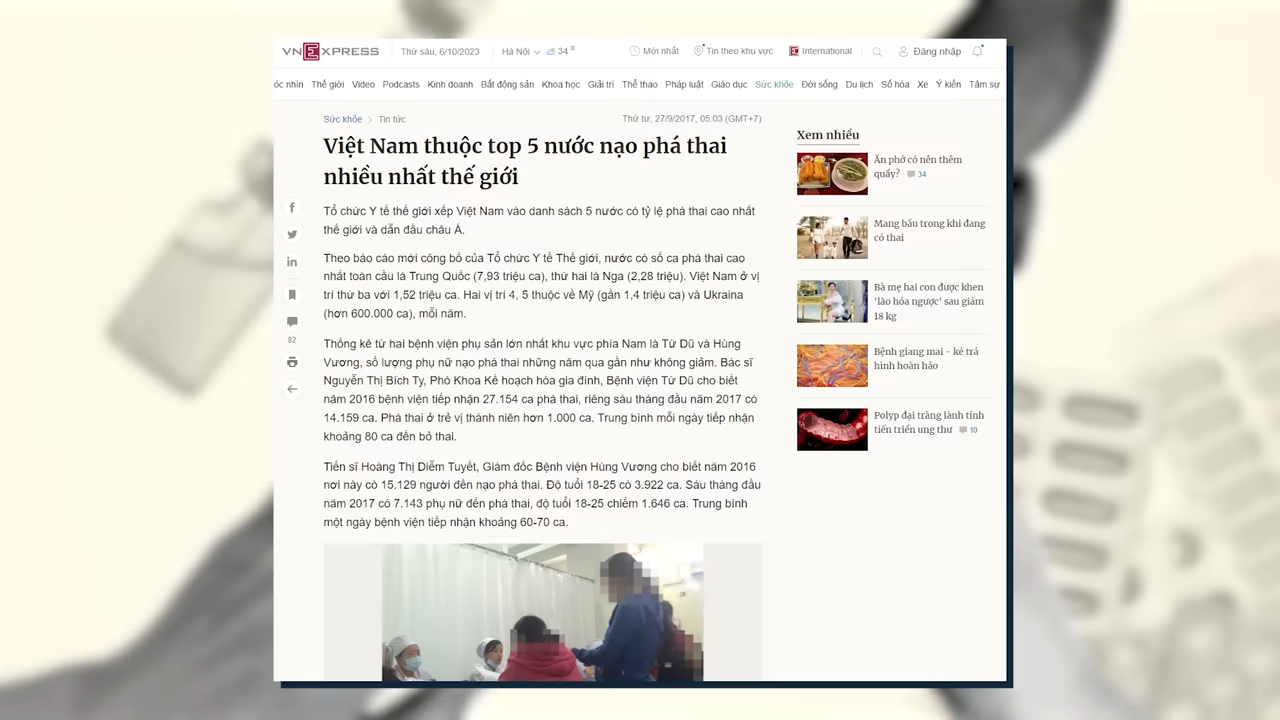 VNEXPRESS Thứ sáu, 6/10/2023 Hà Nội 34° Mới nhất Tin theo khu vực E International Đăng nhập
óc nhìn Thế giới Video Podcasts Kinh doanh Bất động sản Khoa học Giải trí Thể thao Pháp luật Giáo dục Sức khỏe Đời sống Du lịch Số hóa Xe Ý kiến Tâm sự
Sức khỏe > Tin tức Thứ tư, 27/9/2017, 05:03 (GMT+7)
Việt Nam thuộc top 5 nước nạo phá thai
nhiều nhất thế giới
Tổ chức Y tế thế giới xếp Việt Nam vào danh sách 5 nước có tỷ lệ phá thai cao nhất
thế giới và dẫn đầu châu Á.
Theo báo cáo mới công bố của Tổ chức Y tế Thế giới, nước có số ca phá thai cao
nhất toàn cầu là Trung Quốc (7,93 triệu ca), thứ hai là Nga (2,28 triệu). Việt Nam ở vị
trí thứ ba với 1,52 triệu ca. Hai vị trí 4, 5 thuộc về Mỹ (gần 1,4 triệu ca) và Ukraina
(hơn 600.000 ca), mỗi năm.
82
Thống kê từ hai bệnh viện phụ sản lớn nhất khu vực phía Nam là Từ Dũ và Hùng
Vương, số lượng phụ nữ nạo phá thai những năm qua gần như không giảm. Bác sĩ
Nguyễn Thị Bích Ty, Phó Khoa Kế hoạch hóa gia đình, Bệnh viện Từ Dũ cho biết
năm 2016 bệnh viện tiếp nhận 27.154 ca phá thai, riêng sáu tháng đầu năm 2017 có
14.159 ca. Phá thai ở trẻ vị thành niên hơn 1.000 ca. Trung bình mỗi ngày tiếp nhận
khoảng 80 ca đến bỏ thai.
Tiến sĩ Hoàng Thị Diễm Tuyết, Giám đốc Bệnh viện Hùng Vương cho biết năm 2016
nơi này có 15.129 người đến nạo phá thai. Độ tuổi 18-25 có 3.922 ca. Sáu tháng đầu
năm 2017 có 7.143 phụ nữ đến phá thai, độ tuổi 18-25 chiếm 1.646 ca. Trung bình
một ngày bệnh viện tiếp nhận khoảng 60-70 ca.
Xem nhiều
Ăn phở có nên thêm
quẩy? 34
Mang bầu trong khi đang
có thai
Bà mẹ hai con được khen
'lão hóa ngược' sau giảm
18 kg
Bệnh giang mai - kẻ trá
hình hoàn hảo
Polyp đại tràng lành tính
tiến triển ung thư 10